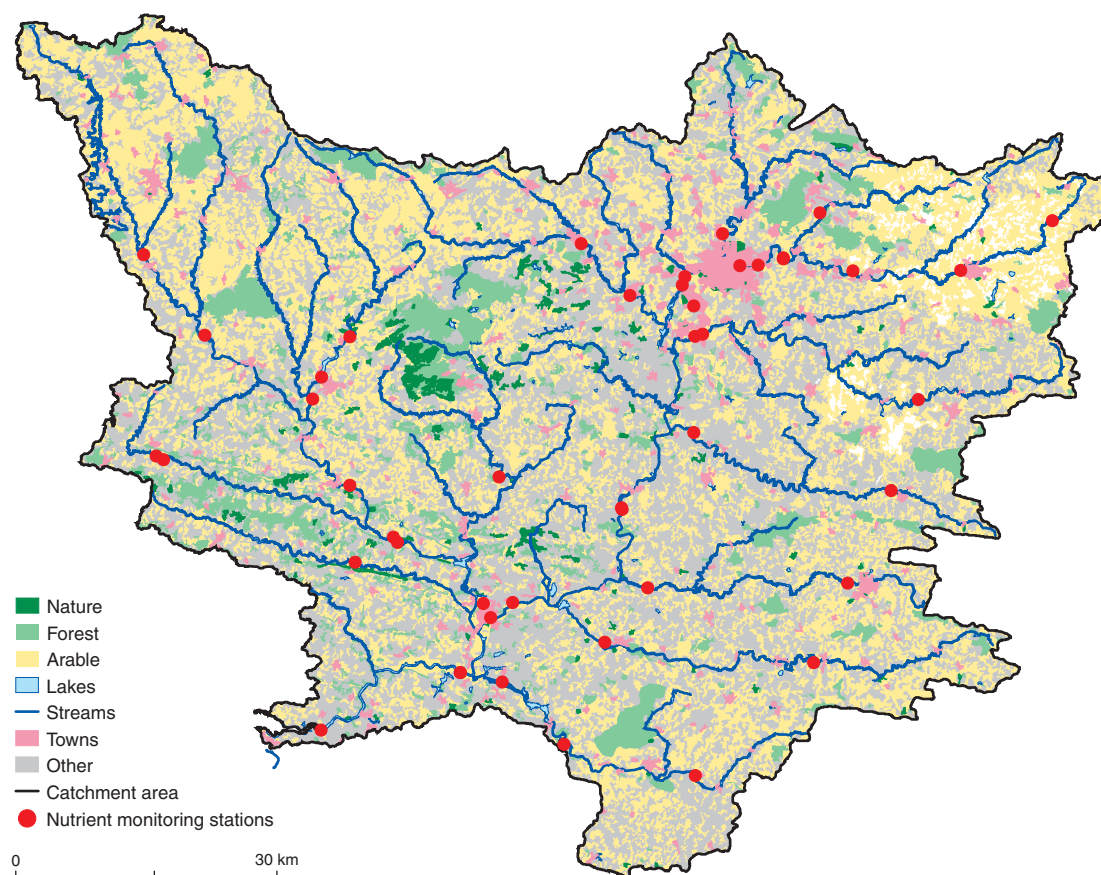 Nature
Forest
Arable
Lakes
Streams
Towns
Other
Catchment area
Nutrient monitoring stations
0 30 km